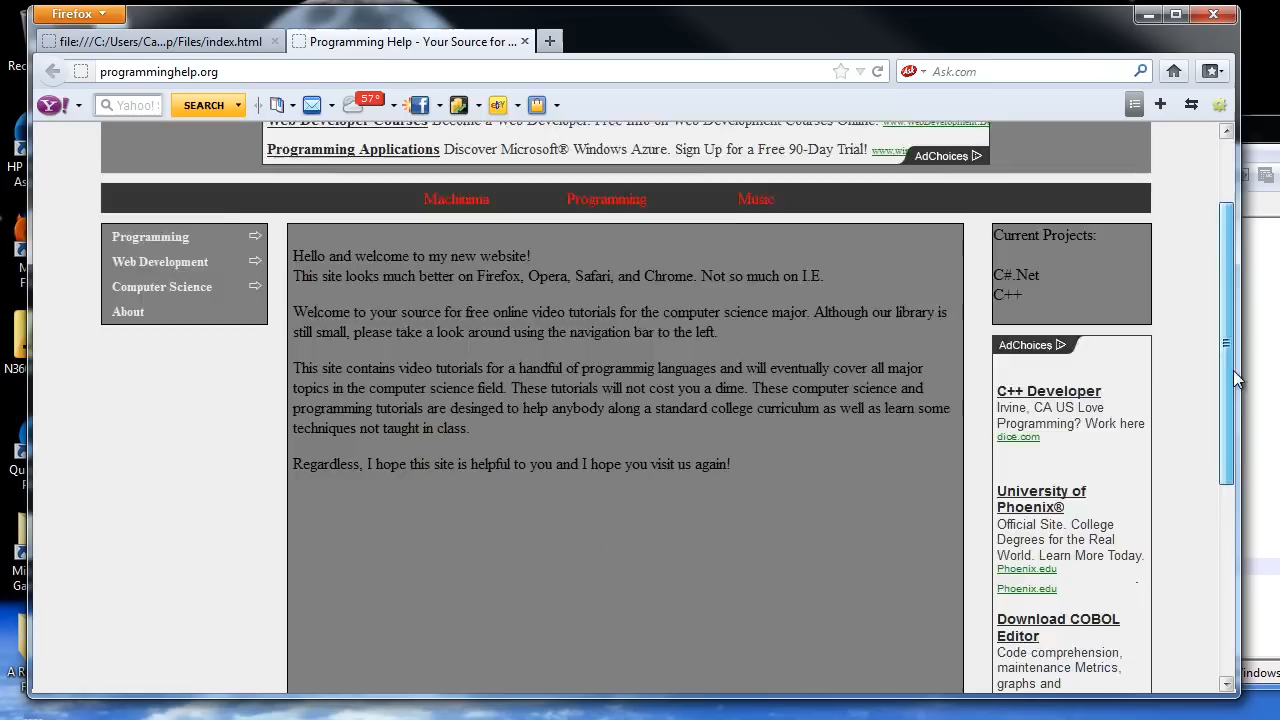 Firefox
file:///C:/Users/Ca...p/Files/index.html
Programming Help - Your Source for ...
programminghelp.org
Ask.com
Yahoo! S
SEARCH
57°
Web Developer Courses Become a Web Developer. Free Info on Web Development Courses Online.
Programming Applications Discover Microsoft® Windows Azure. Sign Up for a Free 90-Day Trial! www.wi
AdChoices
Machinima Programming Music
Programming
Web Development
Computer Science
About
Hello and welcome to my new website!
This site looks much better on Firefox, Opera, Safari, and Chrome. Not so much on I.E.
Welcome to your source for free online video tutorials for the computer science major. Although our library is
still small, please take a look around using the navigation bar to the left.
This site contains video tutorials for a handful of programmig languages and will eventually cover all major
topics in the computer science field. These tutorials will not cost you a dime. These computer science and
programming tutorials are desinged to help anybody along a standard college curriculum as well as learn some
techniques not taught in class.
Regardless, I hope this site is helpful to you and I hope you visit us again!
Current Projects:
C#.Net
C++
AdChoices
C++ Developer
Irvine, CA US Love
Programming? Work here
dice.com
University of
Phoenix®
Official Site. College
Degrees for the Real
World. Learn More Today.
Phoenix.edu
Phoenix.edu
Download COBOL
Editor
Code comprehension,
maintenance Metrics,
graphs and
Rec
HP
As
M
F
N36
Qu
Mi
Ga
A R
F
indows